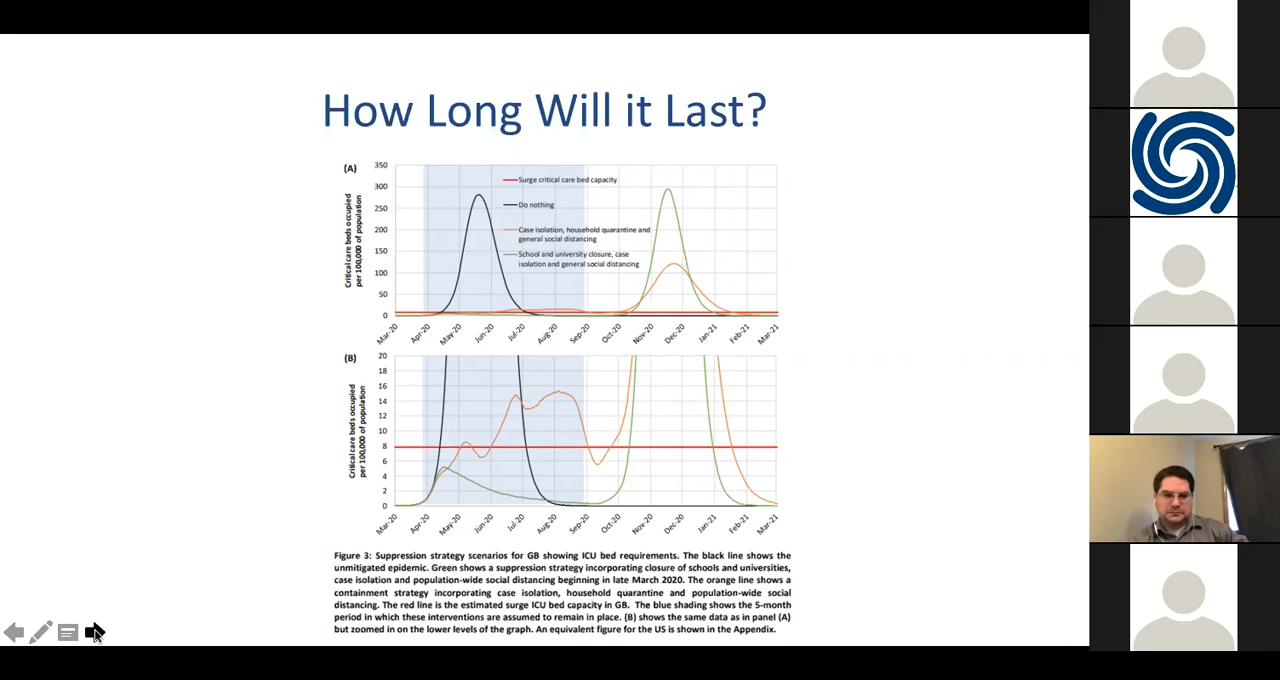 How Long Will it Last?
(A)
Critical care beds occupied
per 100,000 of population
350
300
250
200
150
100
50
0
Surge critical care bed capacity
Do nothing
Case isolation, household quarantine and
general social distancing
School and university closure, case
isolation and general social distancing
Mar-20
Apr-20
May-20
Jun-20
Jul-20
Aug-20
Sep-20
Oct-20
Nov-20
Dec-20
Jan-21
Feb-21
Mar-21
(B)
Critical care beds occupied
per 100,000 of population
20
18
16
14
12
10
8
6
4
2
0
Mar-20
Apr-20
May-20
Jun-20
Jul-20
Aug-20
Sep-20
Oct-20
Nov-20
Dec-20
Jan-21
Feb-21
Mar-21
Figure 3: Suppression strategy scenarios for GB showing ICU bed requirements. The black line shows the
unmitigated epidemic. Green shows a suppression strategy incorporating closure of schools and universities,
case isolation and population-wide social distancing beginning in late March 2020. The orange line shows a
containment strategy incorporating case isolation, household quarantine and population-wide social
distancing. The red line is the estimated surge ICU bed capacity in GB. The blue shading shows the 5-month
period in which these interventions are assumed to remain in place. (B) shows the same data as in panel (A)
but zoomed in on the lower levels of the graph. An equivalent figure for the US is shown in the Appendix.